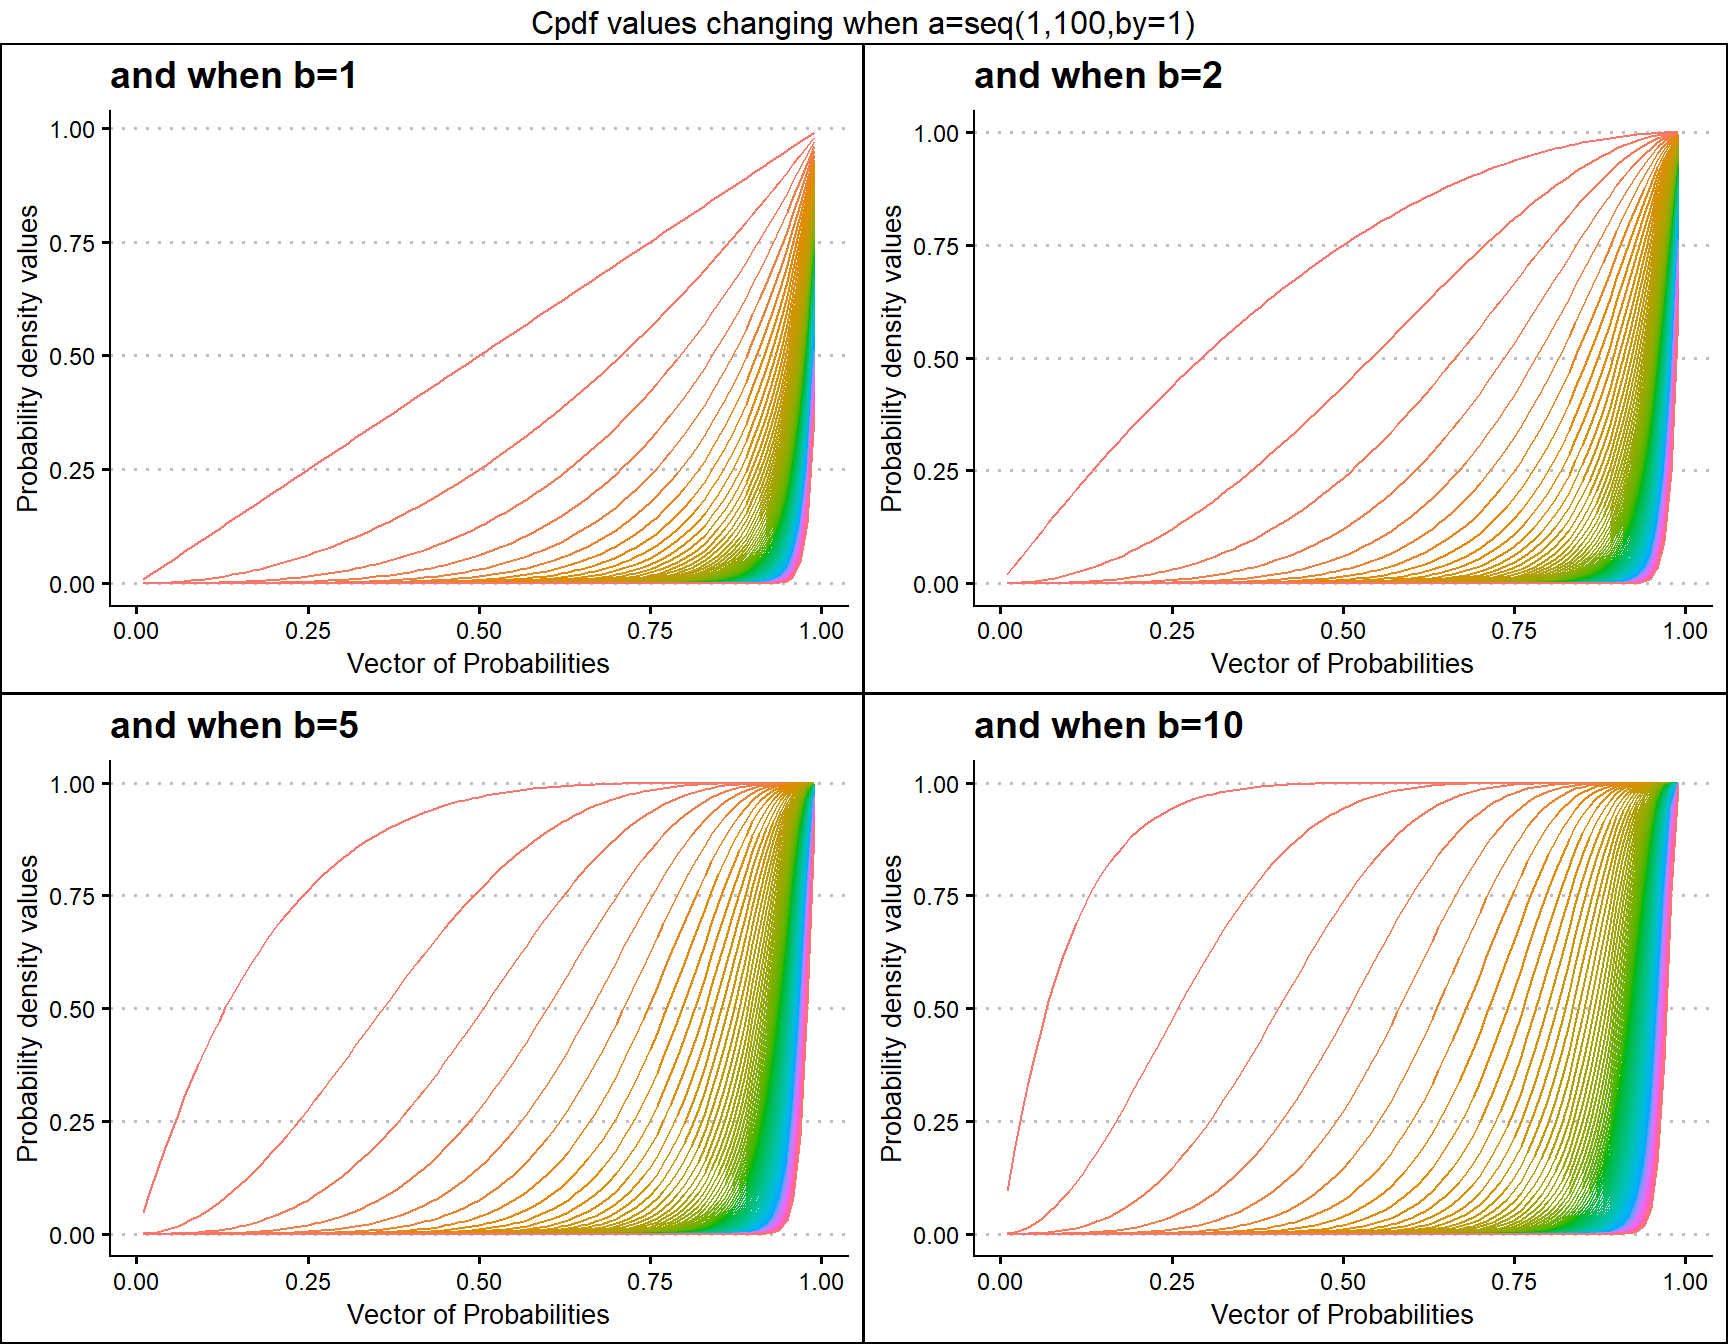 Cpdf values changing when a=seq(1,100,by=1)
and when b=1
Probability density values
1.00
0.75
0.50
0.25
0.00
0.00 0.25 0.50 0.75 1.00
Vector of Probabilities
and when b=2
Probability density values
1.00
0.75
0.50
0.25
0.00
0.00 0.25 0.50 0.75 1.00
Vector of Probabilities
and when b=5
Probability density values
1.00
0.75
0.50
0.25
0.00
0.00 0.25 0.50 0.75 1.00
Vector of Probabilities
and when b=10
Probability density values
1.00
0.75
0.50
0.25
0.00
0.00 0.25 0.50 0.75 1.00
Vector of Probabilities